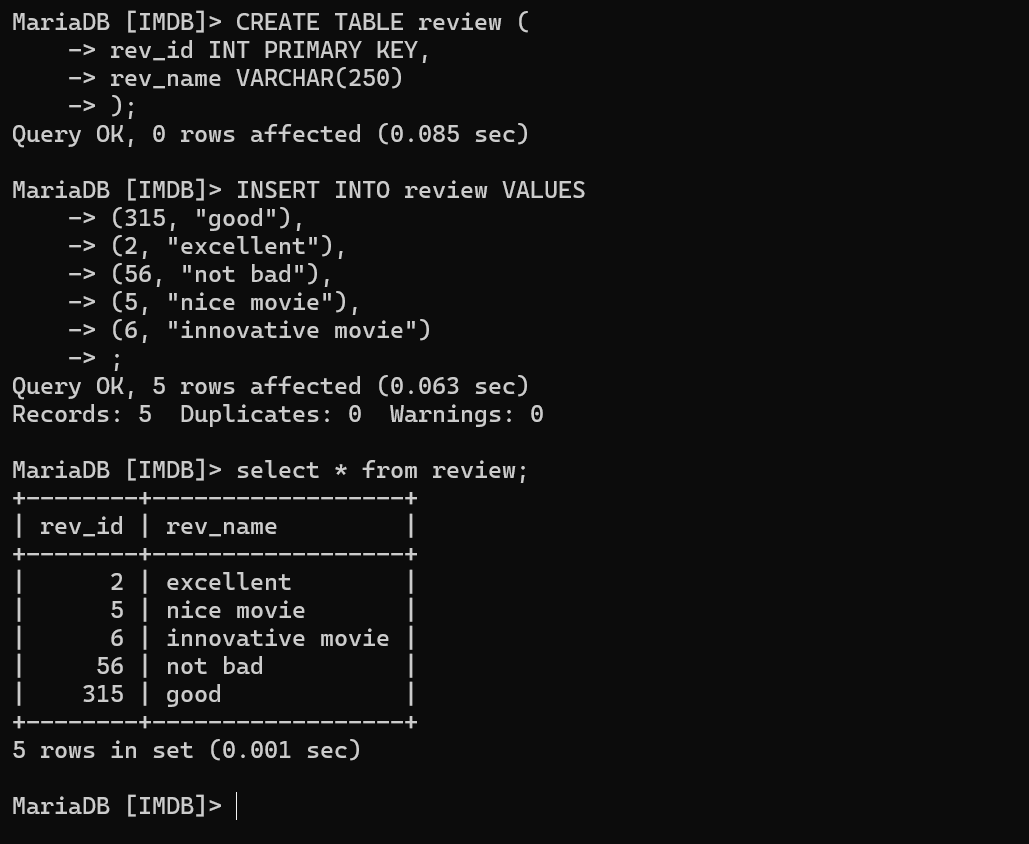 MariaDB [IMDB]> CREATE TABLE review (
    -> rev_id INT PRIMARY KEY,
    -> rev_name VARCHAR(250)
    -> );
Query OK, 0 rows affected (0.085 sec)

MariaDB [IMDB]> INSERT INTO review VALUES
    -> (315, "good"),
    -> (2, "excellent"),
    -> (56, "not bad"),
    -> (5, "nice movie"),
    -> (6, "innovative movie")
    -> ;
Query OK, 5 rows affected (0.063 sec)
Records: 5  Duplicates: 0  Warnings: 0

MariaDB [IMDB]> select * from review;
+--------+------------------+
| rev_id | rev_name         |
+--------+------------------+
|      2 | excellent        |
|      5 | nice movie       |
|      6 | innovative movie |
|     56 | not bad          |
|    315 | good             |
+--------+------------------+
5 rows in set (0.001 sec)

MariaDB [IMDB]>